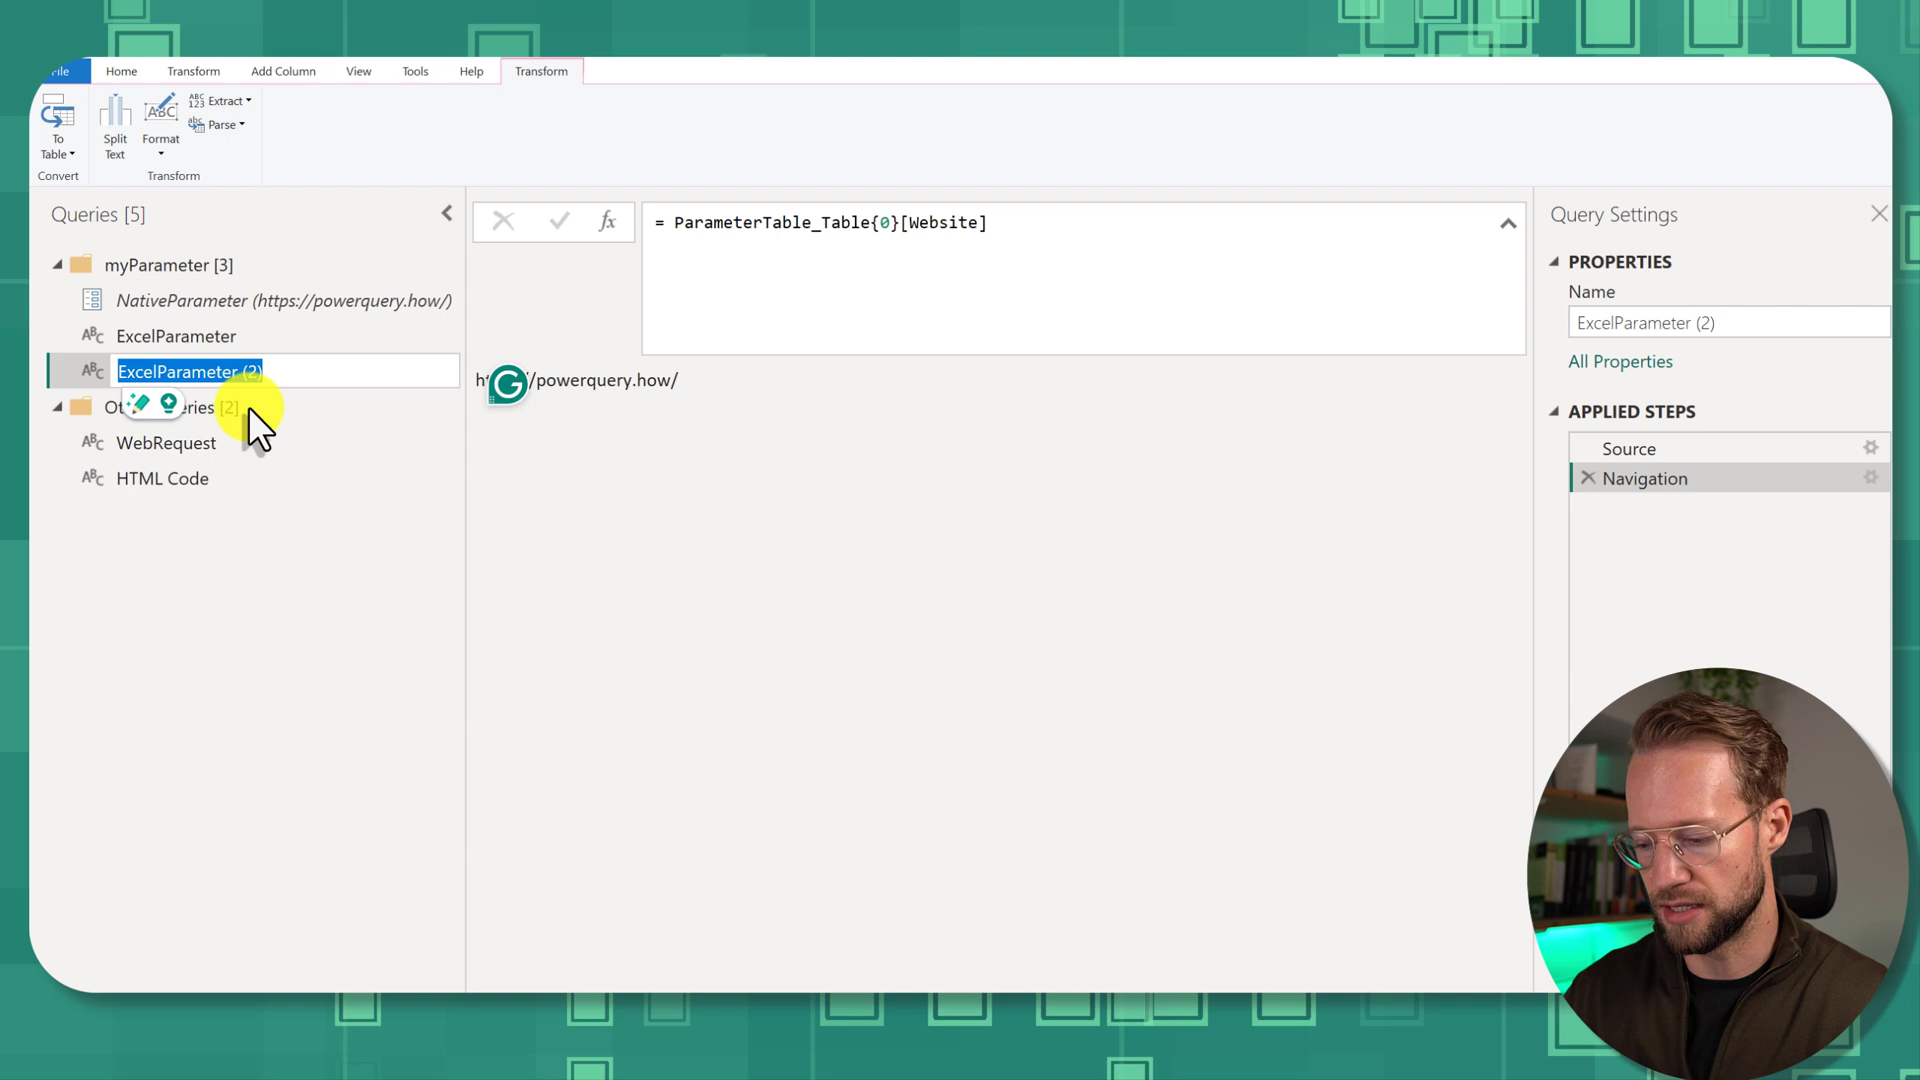 File Home Transform Add Column View Tools Help Transform
To Table
Split Text
Format
Extract
Parse
Convert
Transform
Queries [5]
myParameter [3]
NativeParameter (https://powerquery.how/)
ExcelParameter
ExcelParameter (2)
[2]
WebRequest
HTML Code
= ParameterTable_Table{0}[Website]
/powerquery.how/
Query Settings
PROPERTIES
Name
ExcelParameter (2)
All Properties
APPLIED STEPS
Source
Navigation